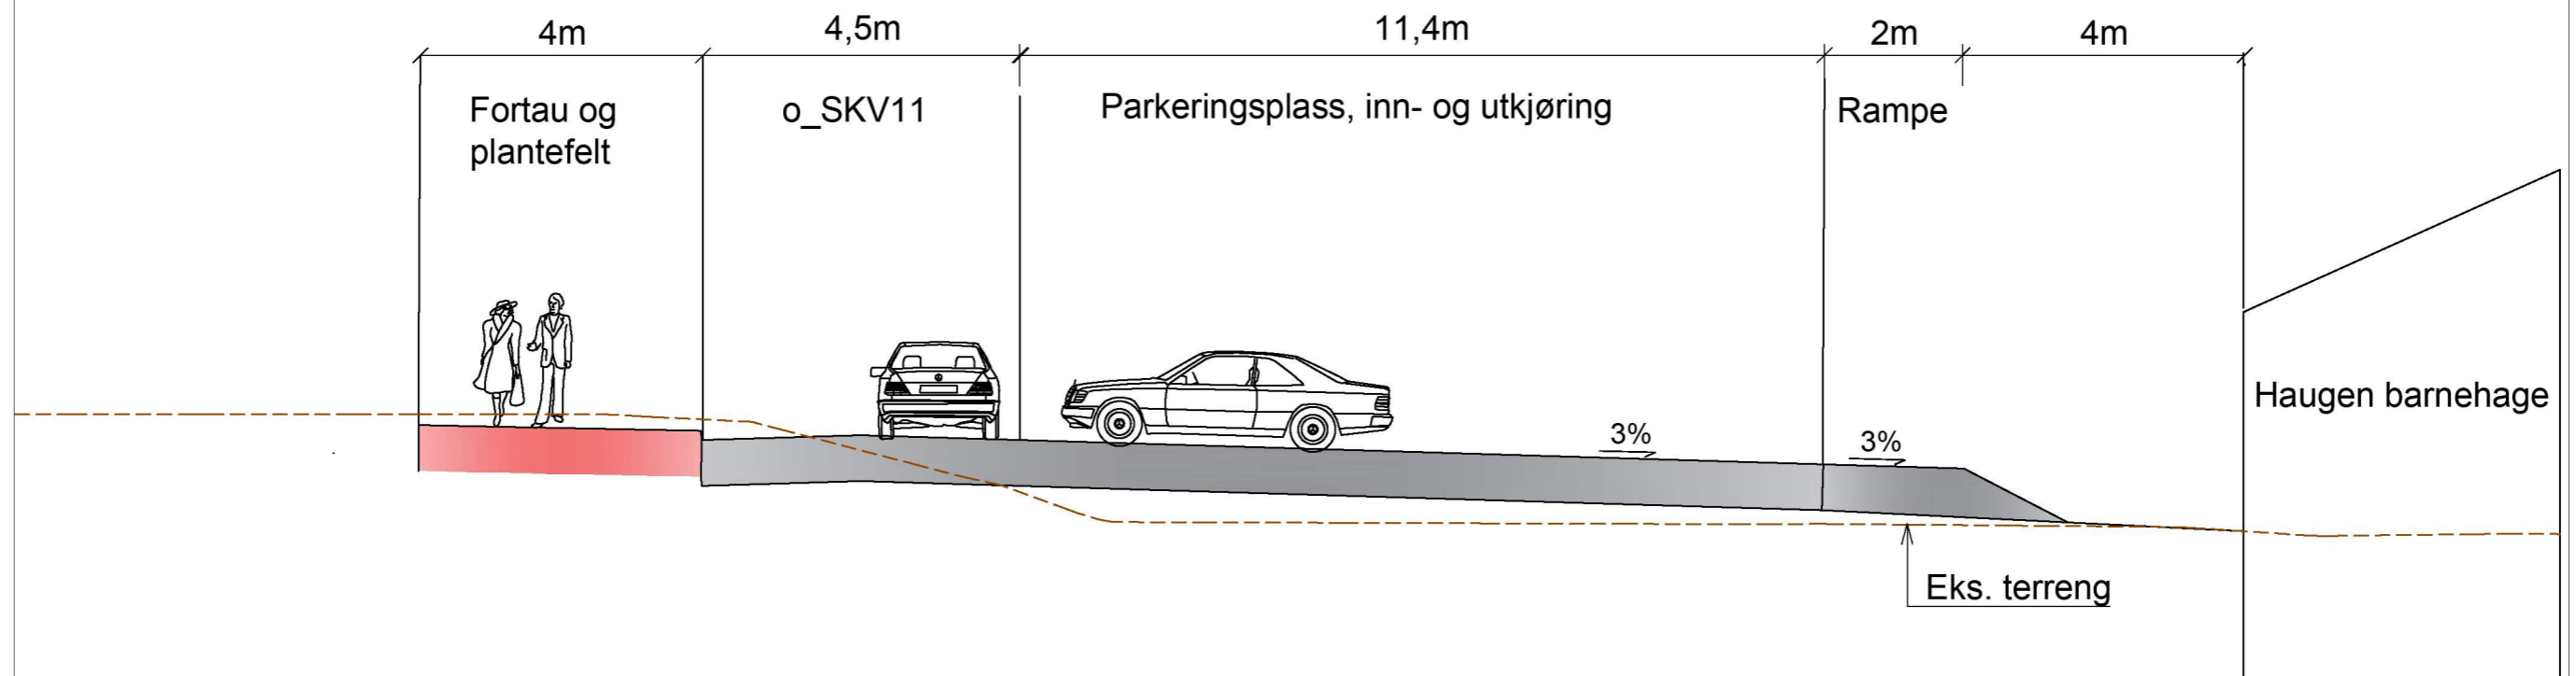 4m
4,5m
11,4m
2m
4m
Fortau og
plantefelt
o_SKV11
Parkeringsplass, inn- og utkjøring
Rampe
Haugen barnehage
3%
3%
Eks. terreng